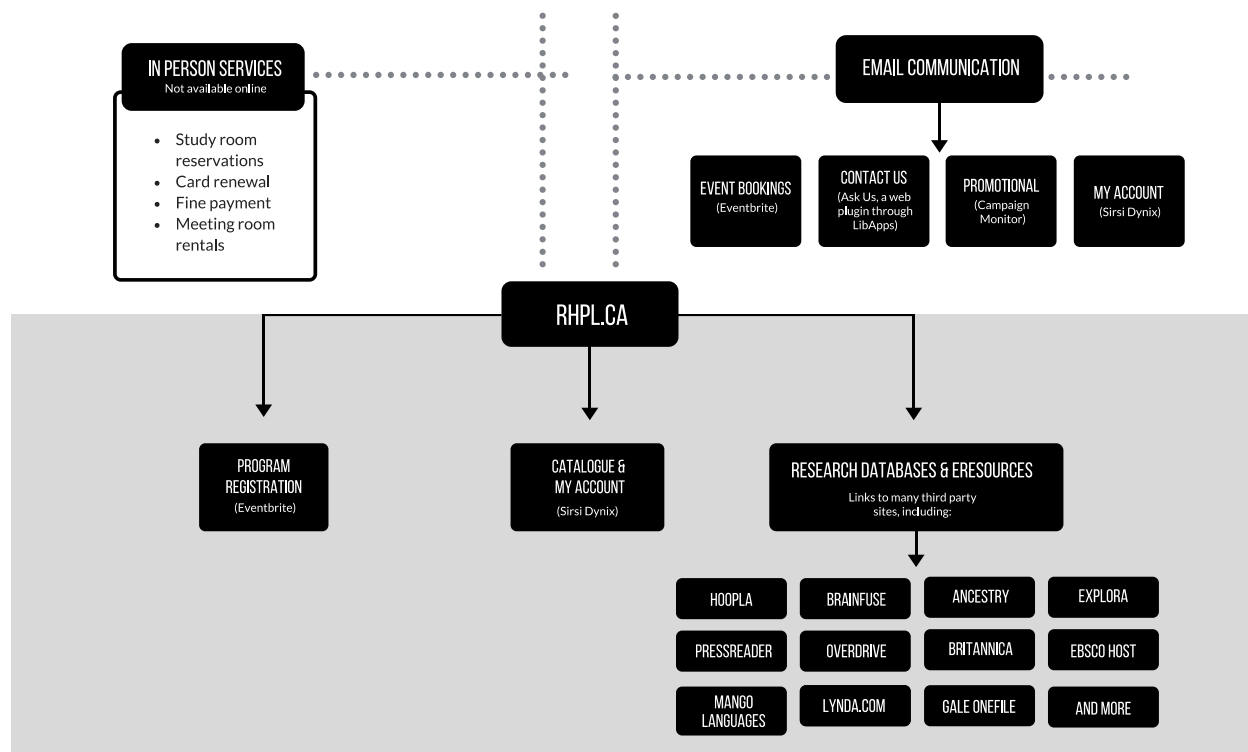 IN PERSON SERVICES
Not available online
• Study room
reservations
• Card renewal
• Fine payment
• Meeting room
rentals
EMAIL COMMUNICATION
EVENT BOOKINGS
(Eventbrite)
CONTACT US
(Ask Us, a web
plugin through
LibApps)
PROMOTIONAL
(Campaign
Monitor)
MY ACCOUNT
(Sirsi Dynix)
RHPL.CA
PROGRAM
REGISTRATION
(Eventbrite)
CATALOGUE &
MY ACCOUNT
(Sirsi Dynix)
RESEARCH DATABASES & ERESOURCES
Links to many third party
sites, including:
HOOPLA
BRAINFUSE
ANCESTRY
EXPLORA
PRESSREADER
OVERDRIVE
BRITANNICA
EBSCO HOST
MANGO
LANGUAGES
LYNDA.COM
GALE ONEFILE
AND MORE